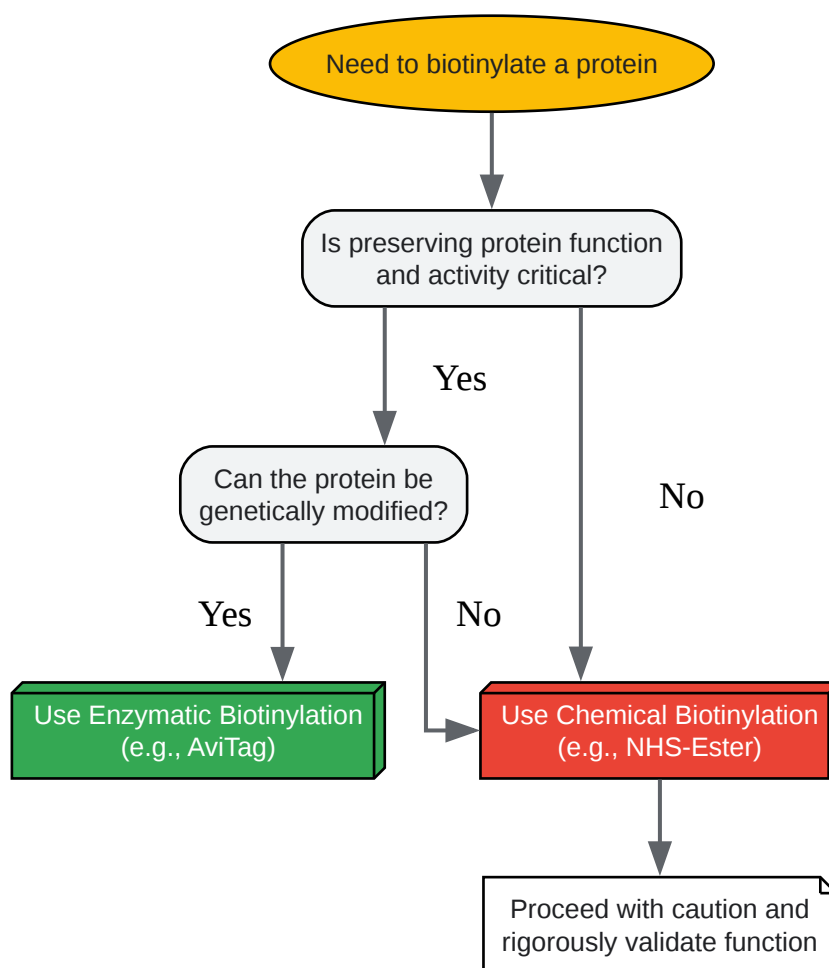 Need to biotinylate a protein
Is preserving protein function
and activity critical?
Yes
Can the protein be
genetically modified?
No
Yes
No
Use Enzymatic Biotinylation
(e.g., AviTag)
Use Chemical Biotinylation
(e.g., NHS-Ester)
Proceed with caution and
rigorously validate function